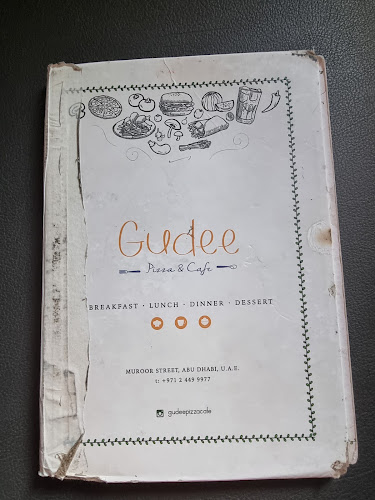 Gudee
Pizza & Cafe
BREAKFAST · LUNCH · DINNER · DESSERT
MUROOR STREET, ABU DHABI, U.A.E.
t: +971 2 449 9977
gudeepizzacafe